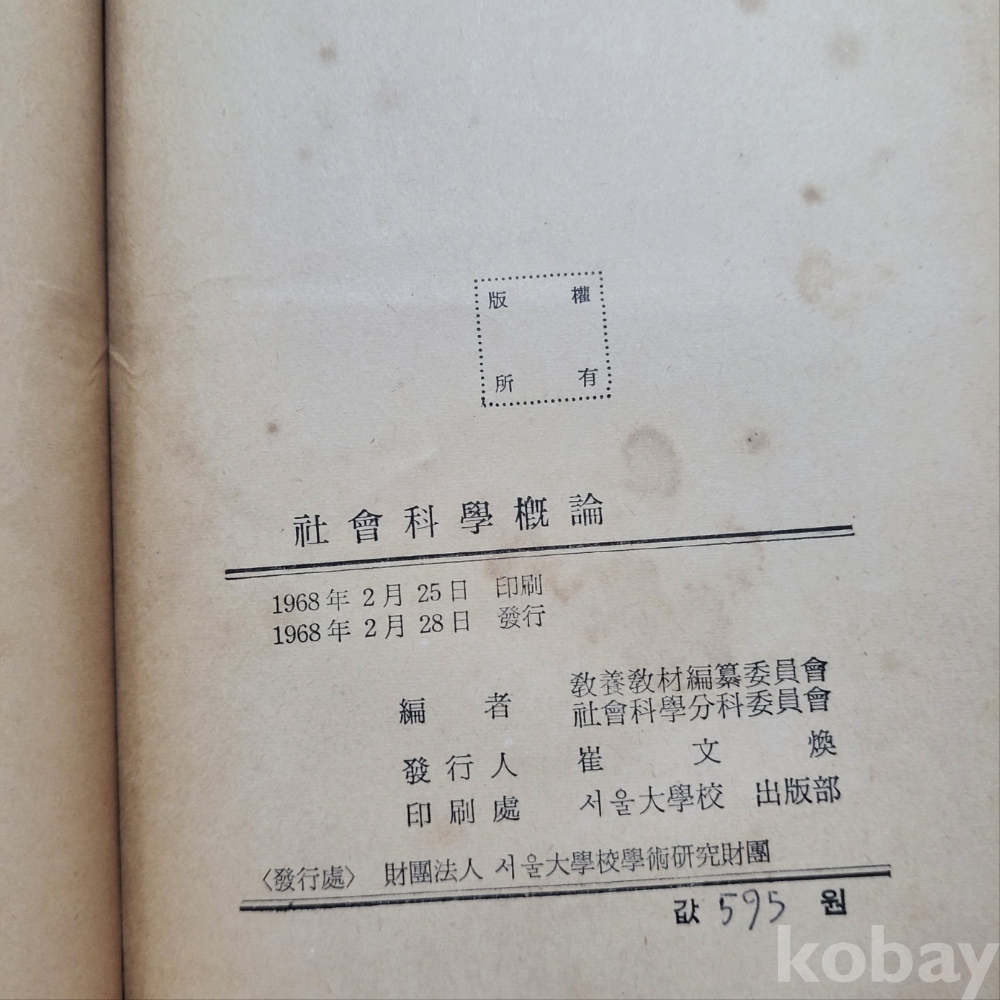 版 權
所 有
社會科學槪論
1968年 2月 25日 印刷
1968年 2月 28日 發行
編者 敎養敎材編纂委員會
社會科學分科委員會
發行人 崔文煥
印刷處 서울大學校 出版部
〈發行處〉 財團法人 서울大學校學術硏究財團
값 595 원
kobay